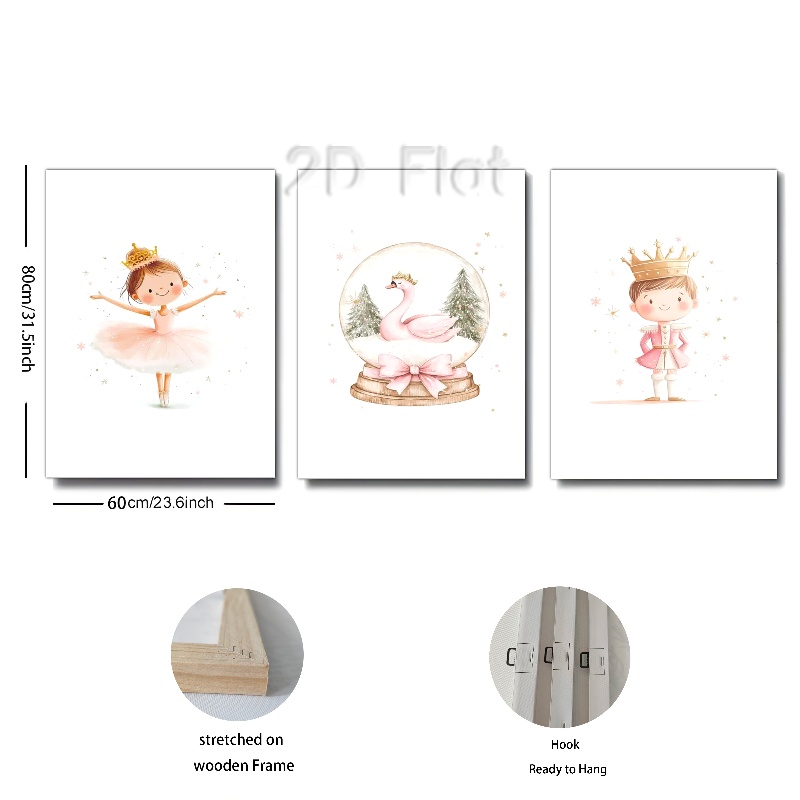 2D Flat
80cm/31.5inch
60cm/23.6inch
stretched on
wooden Frame
Hook
Ready to Hang